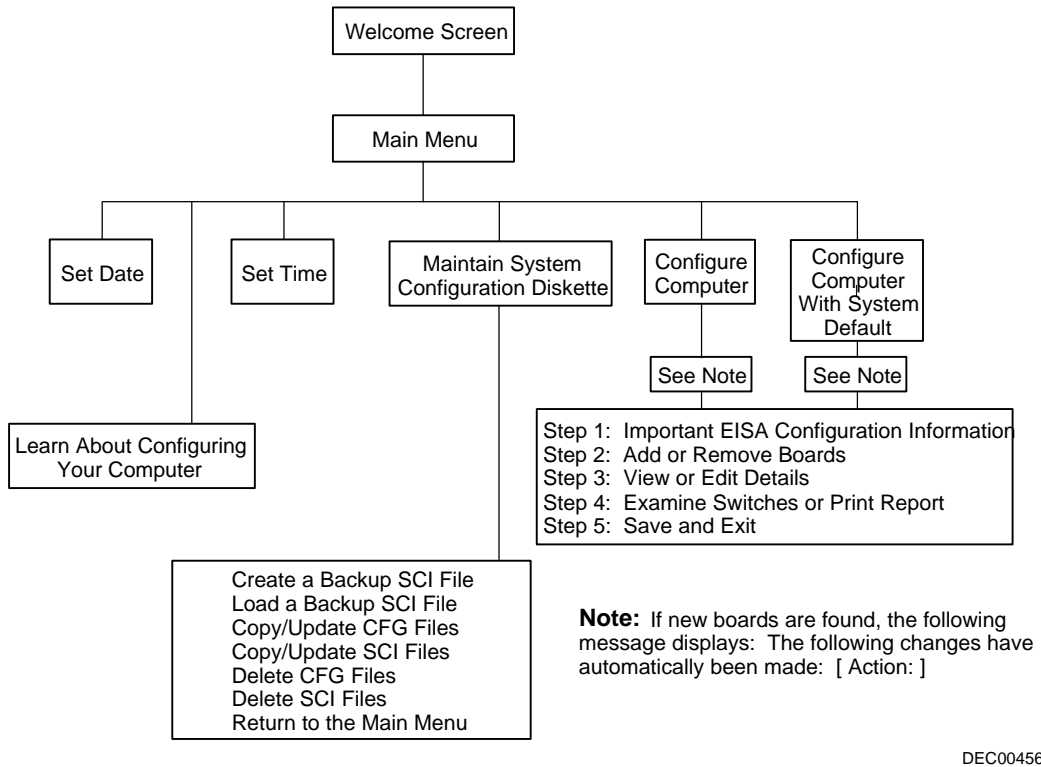 Welcome Screen
Main Menu
Set Date
Set Time
Maintain System
Configuration Diskette
Configure
Computer
Configure
Computer
With System
Default
See Note
See Note
Learn About Configuring
Your Computer
Step 1: Important EISA Configuration Information
Step 2: Add or Remove Boards
Step 3: View or Edit Details
Step 4: Examine Switches or Print Report
Step 5: Save and Exit
Create a Backup SCI File
Load a Backup SCI File
Copy/Update CFG Files
Copy/Update SCI Files
Delete CFG Files
Delete SCI Files
Return to the Main Menu
Note: If new boards are found, the following
message displays: The following changes have
automatically been made: [ Action: ]
DEC00456